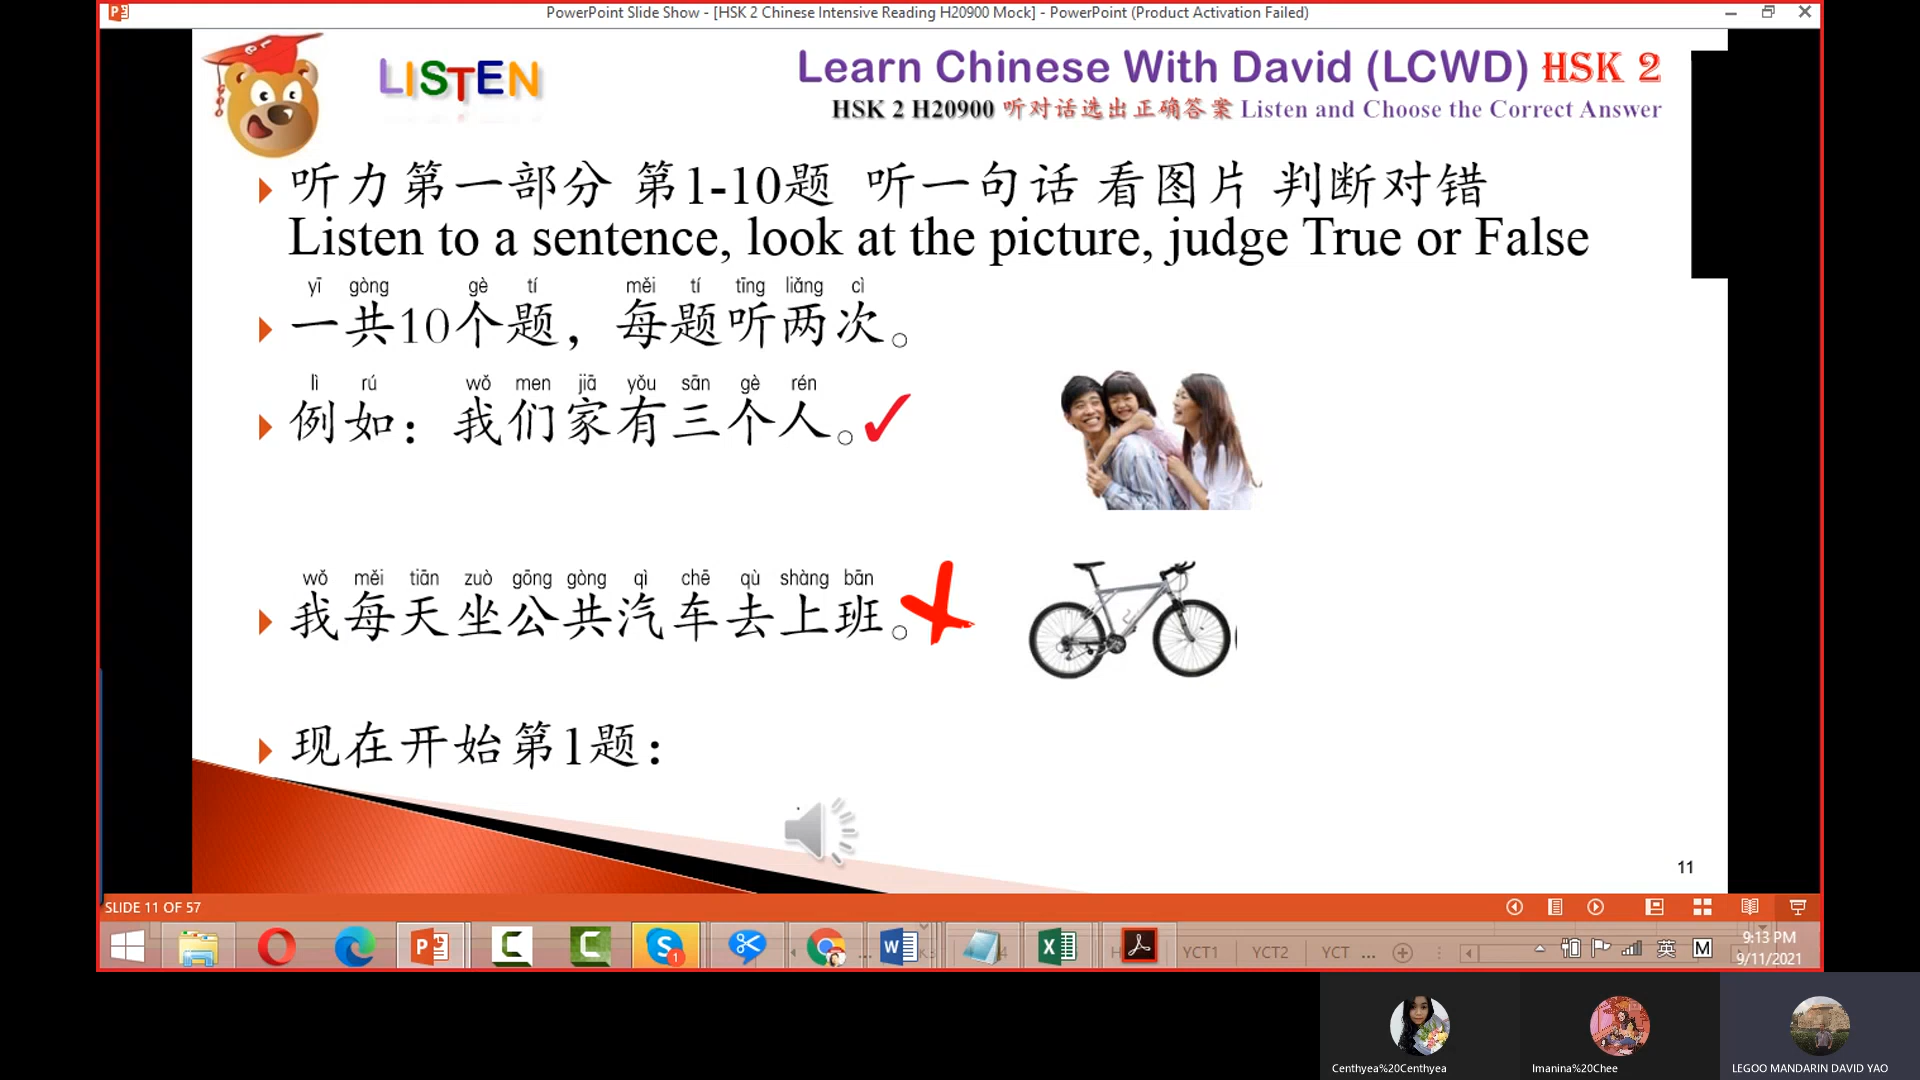 PowerPoint Slide Show - [HSK 2 Chinese Intensive Reading H20900 Mock] - PowerPoint (Product Activation Failed)
LISTEN
Learn Chinese With David (LCWD) HSK 2
HSK 2 H20900 听对话选出正确答案 Listen and Choose the Correct Answer
听力第一部分 第1-10题 听一句话 看图片 判断对错
Listen to a sentence, look at the picture, judge True or False
yī gòng gè tí měi tí tīng liǎng cì
一共10个题，每题听两次。
lì rú wǒ men jiā yǒu sān gè rén
例如：我们家有三个人。
wǒ měi tiān zuò gōng gòng qì chē qù shàng bān
我每天坐公共汽车去上班。
现在开始第1题：
11
SLIDE 11 OF 57
YCT1 YCT2 YCT ...
英 M
9:13 PM
9/11/2021
Centhyea%20Centhyea
Imanina%20Chee
LEGOO MANDARIN DAVID YAO